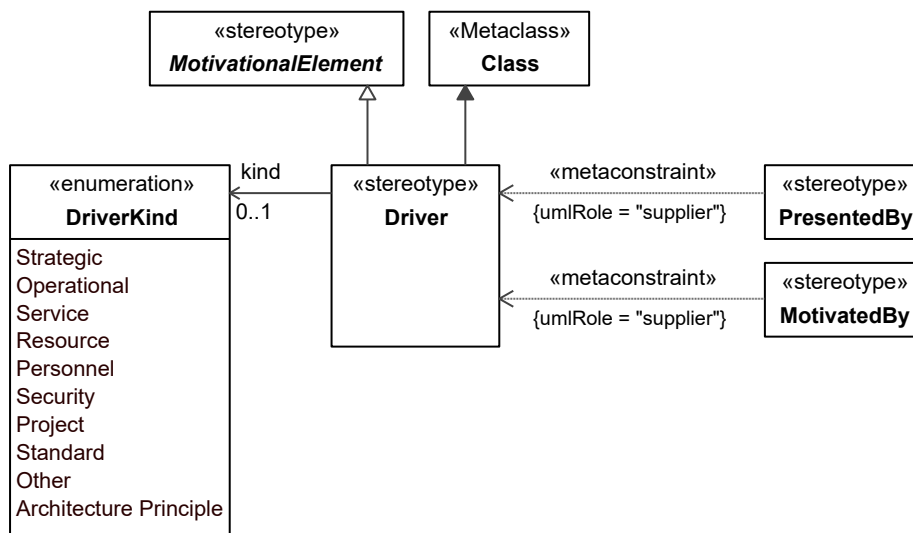 «stereotype»
MotivationalElement
«Metaclass»
Class
«enumeration»
DriverKind
Strategic
Operational
Service
Resource
Personnel
Security
Project
Standard
Other
Architecture Principle
kind
0..1
«stereotype»
Driver
«metaconstraint»
{umlRole = "supplier"}
«stereotype»
PresentedBy
«metaconstraint»
{umlRole = "supplier"}
«stereotype»
MotivatedBy